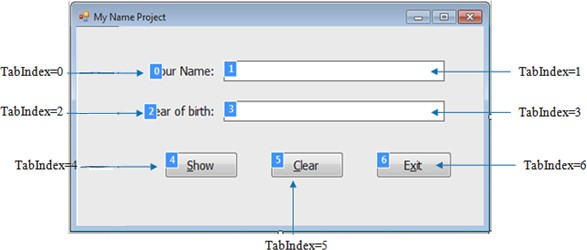 My Name Project
TabIndex=0 0 our Name: 1 TabIndex=1
TabIndex=2 2 ear of birth: 3 TabIndex=3
TabIndex=4 4 Show 5 Clear 6 Exit TabIndex=6
TabIndex=5